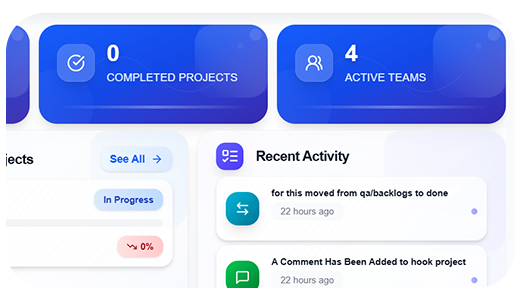 0
COMPLETED PROJECTS
4
ACTIVE TEAMS
jects
See All
In Progress
0%
Recent Activity
for this moved from qa/backlogs to done
22 hours ago
A Comment Has Been Added to hook project
22 hours ago